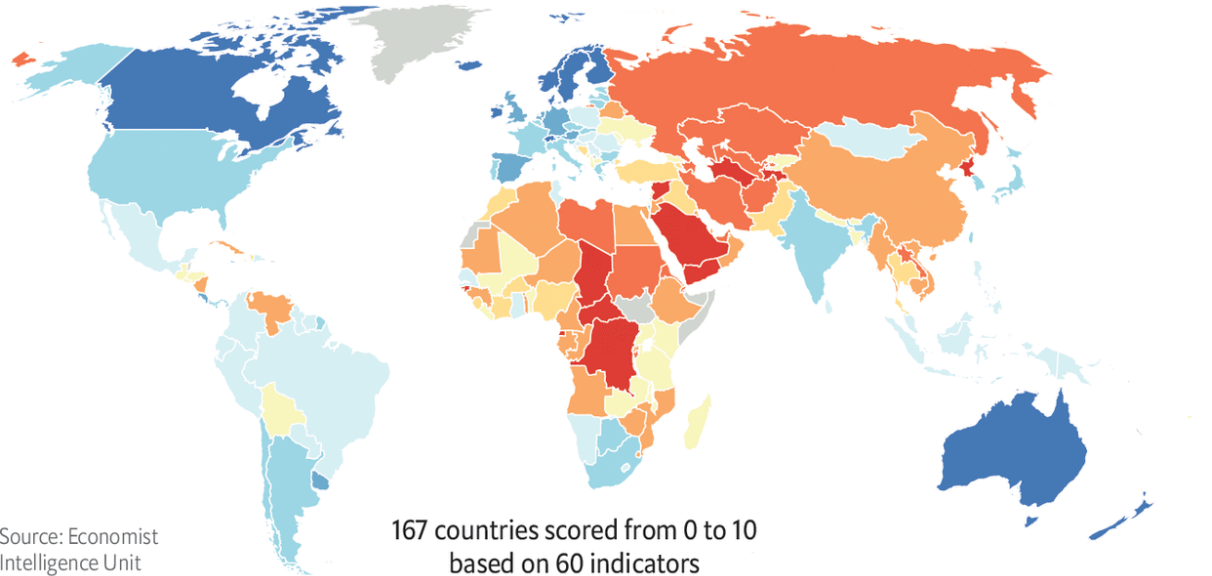 Source: Economist
Intelligence Unit
167 countries scored from 0 to 10
based on 60 indicators